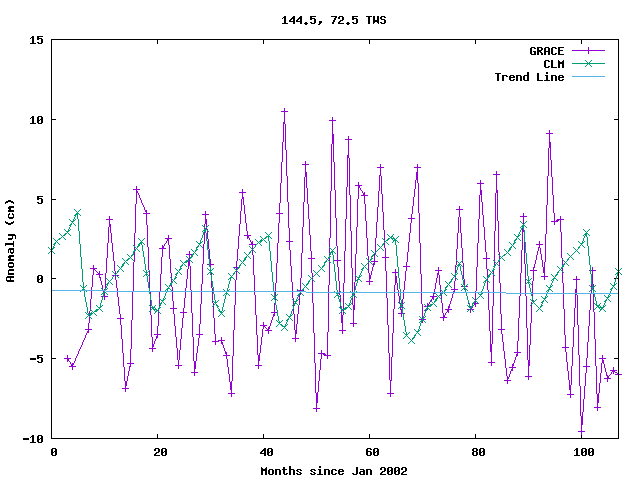 144.5, 72.5 TWS
15
10
5
0
-5
-10
Anomaly (cm)
GRACE
CLM
Trend Line
0 20 40 60 80 100
Months since Jan 2002